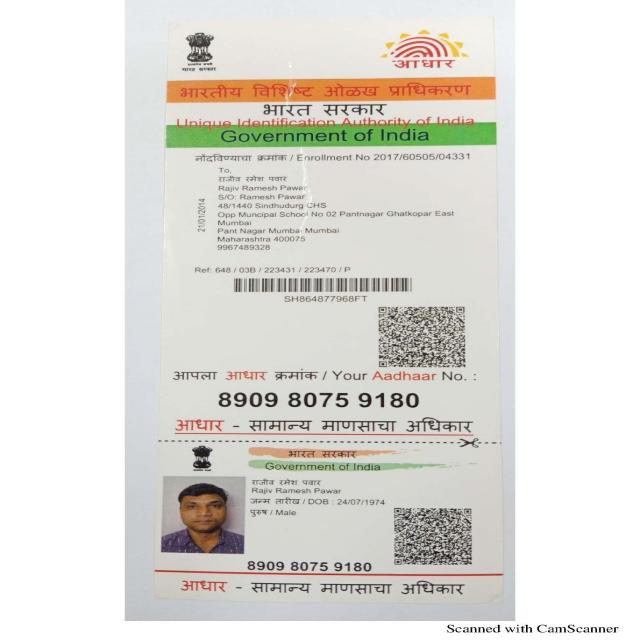 भारत सरकार
आधार
भारतीय विशिष्ट ओळख प्राधिकरण
भारत सरकार
Unique Identification Authority of India
Government of India
नोंदविण्याचा क्रमांक / Enrollment No 2017/60505/04331
21/01/2014
To,
राजीव रमेश पवार
Rajiv Ramesh Pawar
S/O: Ramesh Pawar
48/1440 Sindhudurg CHS
Opp Muncipal School No 02 Pantnagar Ghatkopar East
Mumbai
Pant Nagar Mumbai Mumbai
Maharashtra 400075
9967489328
Ref: 648 / 03B / 223431 / 223470 / P
SH864877968FT
आपला आधार क्रमांक / Your Aadhaar No. :
8909 8075 9180
आधार - सामान्य माणसाचा अधिकार
भारत सरकार
Government of India
राजीव रमेश पवार
Rajiv Ramesh Pawar
जन्म तारीख / DOB : 24/07/1974
पुरुष / Male
8909 8075 9180
आधार - सामान्य माणसाचा अधिकार
Scanned with CamScanner